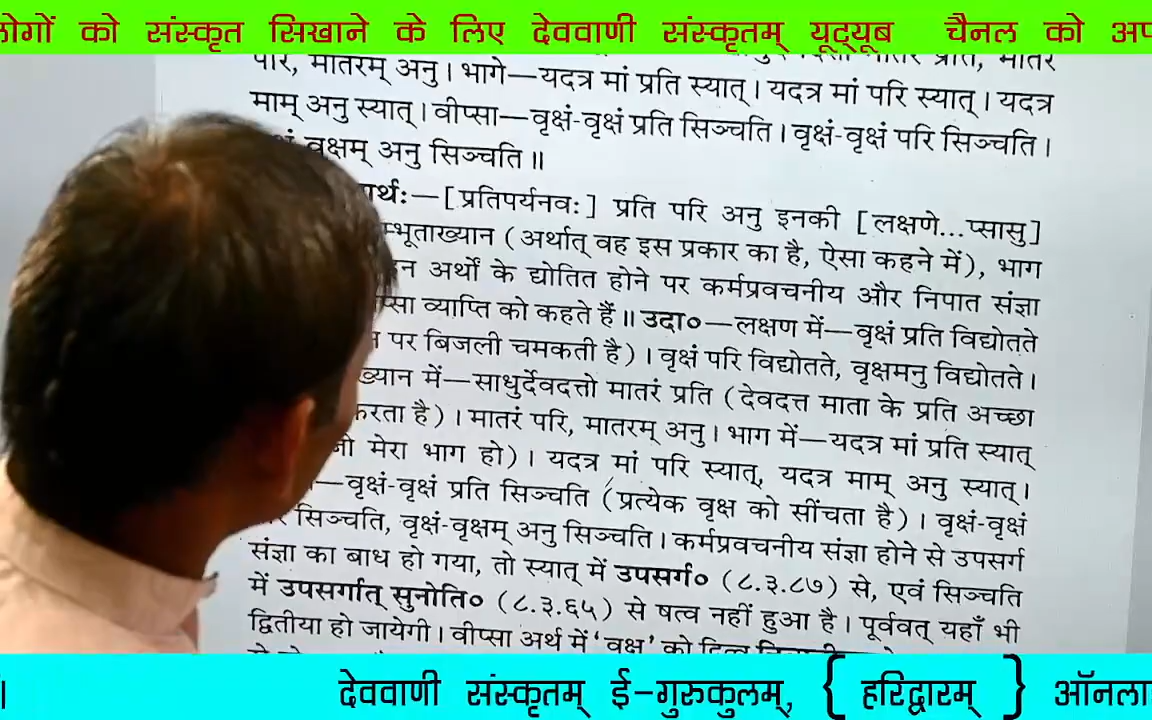 लोगों को संस्कृत सिखाने के लिए देववाणी संस्कृतम् यूट्यूब चैनल को अप
परि, मातरम् अनु। भागे—यदत्र मां प्रति स्यात्। यदत्र मां परि स्यात्। यदत्र
माम् अनु स्यात्। वीप्सा—वृक्षं-वृक्षं प्रति सिञ्चति। वृक्षं-वृक्षं परि सिञ्चति।
वृक्षम् अनु सिञ्चति॥
र्थः—[प्रतिपर्यनवः] प्रति परि अनु इनकी [लक्षणे...प्सासु]
म्भूताख्यान (अर्थात् वह इस प्रकार का है, ऐसा कहने में), भाग
इन अर्थों के द्योतित होने पर कर्मप्रवचनीय और निपात संज्ञा
प्सा व्याप्ति को कहते हैं॥ उदा०—लक्षण में—वृक्षं प्रति विद्योतते
पर बिजली चमकती है)। वृक्षं परि विद्योतते, वृक्षमनु विद्योतते।
ख्यान में—साधुर्देवदत्तो मातरं प्रति (देवदत्त माता के प्रति अच्छा
करता है)। मातरं परि, मातरम् अनु। भाग में—यदत्र मां प्रति स्यात्
जो मेरा भाग हो)। यदत्र मां परि स्यात्, यदत्र माम् अनु स्यात्।
—वृक्षं-वृक्षं प्रति सिञ्चति (प्रत्येक वृक्ष को सींचता है)। वृक्षं-वृक्षं
सिञ्चति, वृक्षं-वृक्षम् अनु सिञ्चति। कर्मप्रवचनीय संज्ञा होने से उपसर्ग
संज्ञा का बाध हो गया, तो स्यात् में उपसर्ग० (८.३.८७) से, एवं सिञ्चति
में उपसर्गात् सुनोति० (८.३.६५) से षत्व नहीं हुआ है। पूर्ववत् यहाँ भी
द्वितीया हो जायेगी। वीप्सा अर्थ में 'वृक्ष' को
देववाणी संस्कृतम् ई-गुरुकुलम्, { हरिद्वारम् } ऑनला